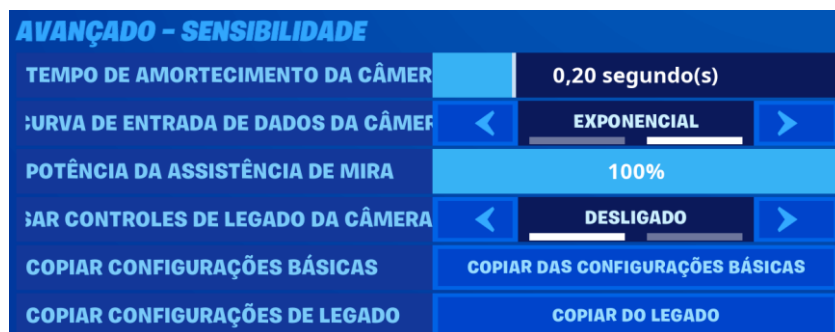 AVANÇADO - SENSIBILIDADE
TEMPO DE AMORTECIMENTO DA CÂMER 0,20 segundo(s)
CURVA DE ENTRADA DE DADOS DA CÂMER EXPONENCIAL
POTÊNCIA DA ASSISTÊNCIA DE MIRA 100%
SAR CONTROLES DE LEGADO DA CÂMERA DESLIGADO
COPIAR CONFIGURAÇÕES BÁSICAS COPIAR DAS CONFIGURAÇÕES BÁSICAS
COPIAR CONFIGURAÇÕES DE LEGADO COPIAR DO LEGADO